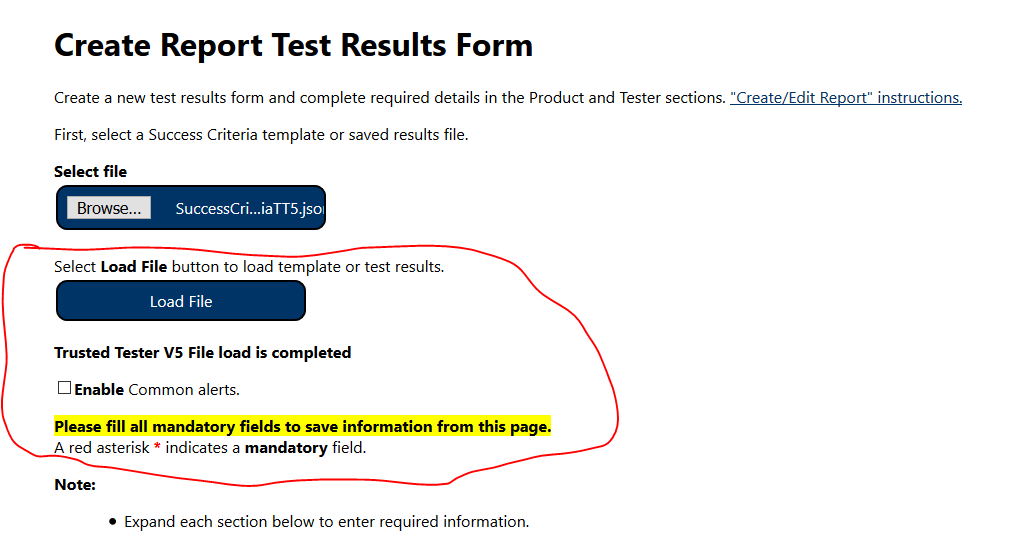 Create Report Test Results Form
Create a new test results form and complete required details in the Product and Tester sections. "Create/Edit Report" instructions.
First, select a Success Criteria template or saved results file.
Select file
Browse... SuccessCri...iaTT5.jso
Select Load File button to load template or test results.
Load File
Trusted Tester V5 File load is completed
Enable Common alerts.
Please fill all mandatory fields to save information from this page.
A red asterisk * indicates a mandatory field.
Note:
• Expand each section below to enter required information.